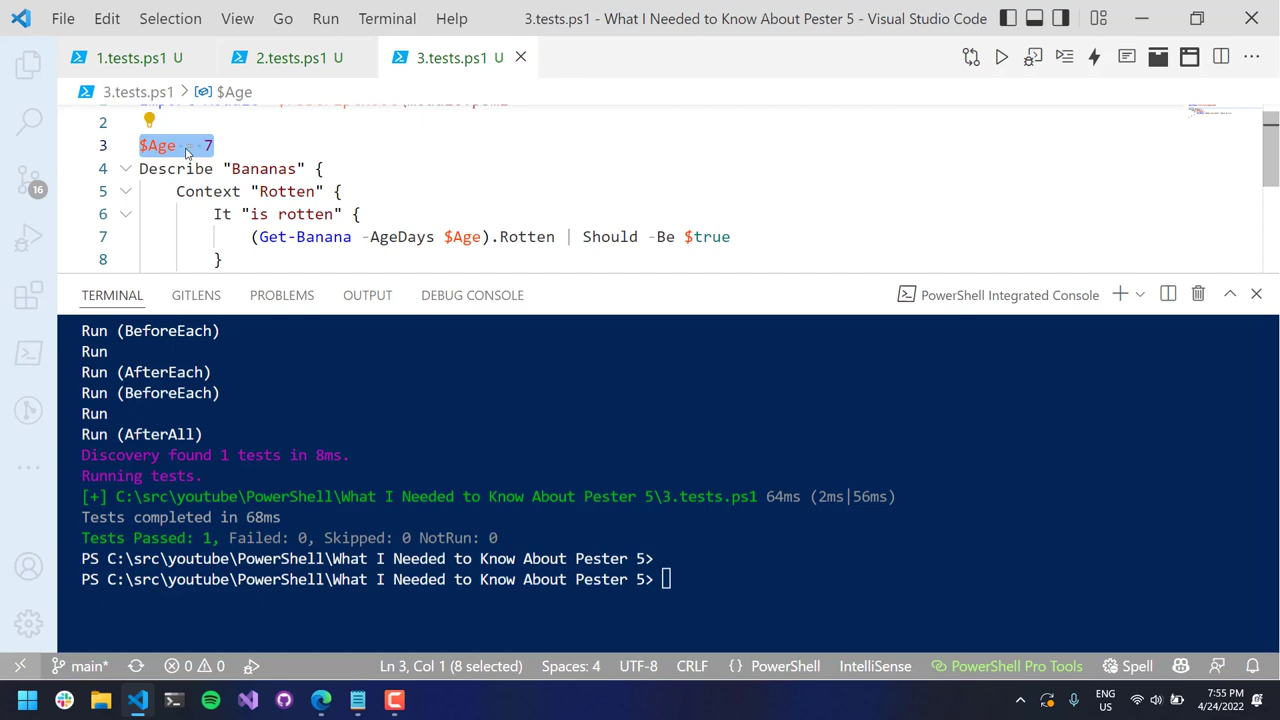 File Edit Selection View Go Run Terminal Help 3.tests.ps1 - What I Needed to Know About Pester 5 - Visual Studio Code
1.tests.ps1 U 2.tests.ps1 U 3.tests.ps1 U
3.tests.ps1 > $Age
2
3 $Age = 7
4 Describe "Bananas" {
5 Context "Rotten" {
6 It "is rotten" {
7 (Get-Banana -AgeDays $Age).Rotten | Should -Be $true
8 }
TERMINAL GITLENS PROBLEMS OUTPUT DEBUG CONSOLE PowerShell Integrated Console
Run (BeforeEach)
Run
Run (AfterEach)
Run (BeforeEach)
Run
Run (AfterAll)
Discovery found 1 tests in 8ms.
Running tests.
[+] C:\src\youtube\PowerShell\What I Needed to Know About Pester 5\3.tests.ps1 64ms (2ms|56ms)
Tests completed in 68ms
Tests Passed: 1, Failed: 0, Skipped: 0 NotRun: 0
PS C:\src\youtube\PowerShell\What I Needed to Know About Pester 5>
PS C:\src\youtube\PowerShell\What I Needed to Know About Pester 5>
16
main* 0 0 Ln 3, Col 1 (8 selected) Spaces: 4 UTF-8 CRLF {} PowerShell IntelliSense PowerShell Pro Tools Spell
ENG US 7:55 PM 4/24/2022